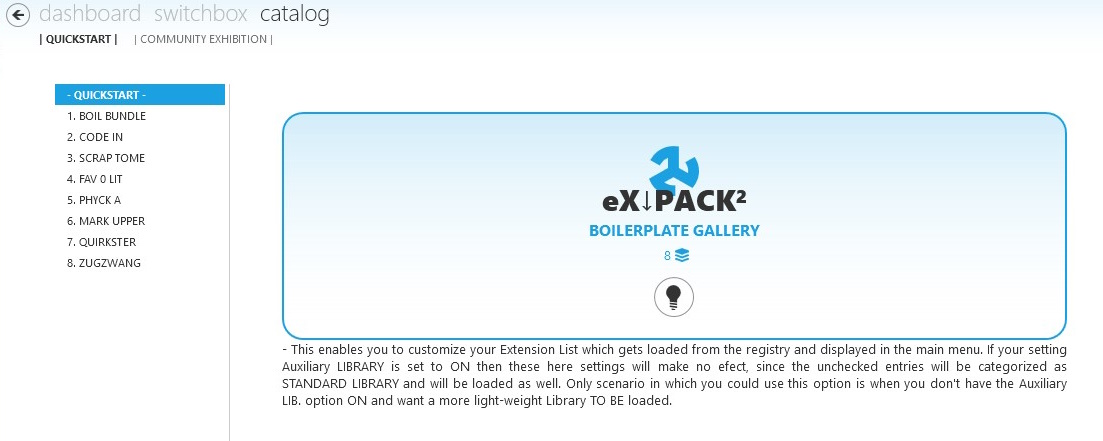 dashboard switchbox catalog
| QUICKSTART | | COMMUNITY EXHIBITION |
- QUICKSTART -
1. BOIL BUNDLE
2. CODE IN
3. SCRAP TOME
4. FAV 0 LIT
5. PHYCK A
6. MARK UPPER
7. QUIRKSTER
8. ZUGZWANG
eX↓PACK²
BOILERPLATE GALLERY
8
- This enables you to customize your Extension List which gets loaded from the registry and displayed in the main menu. If your setting
Auxiliary LIBRARY is set to ON then these here settings will make no efect, since the unchecked entries will be categorized as
STANDARD LIBRARY and will be loaded as well. Only scenario in which you could use this option is when you don't have the Auxiliary
LIB. option ON and want a more light-weight Library TO BE loaded.